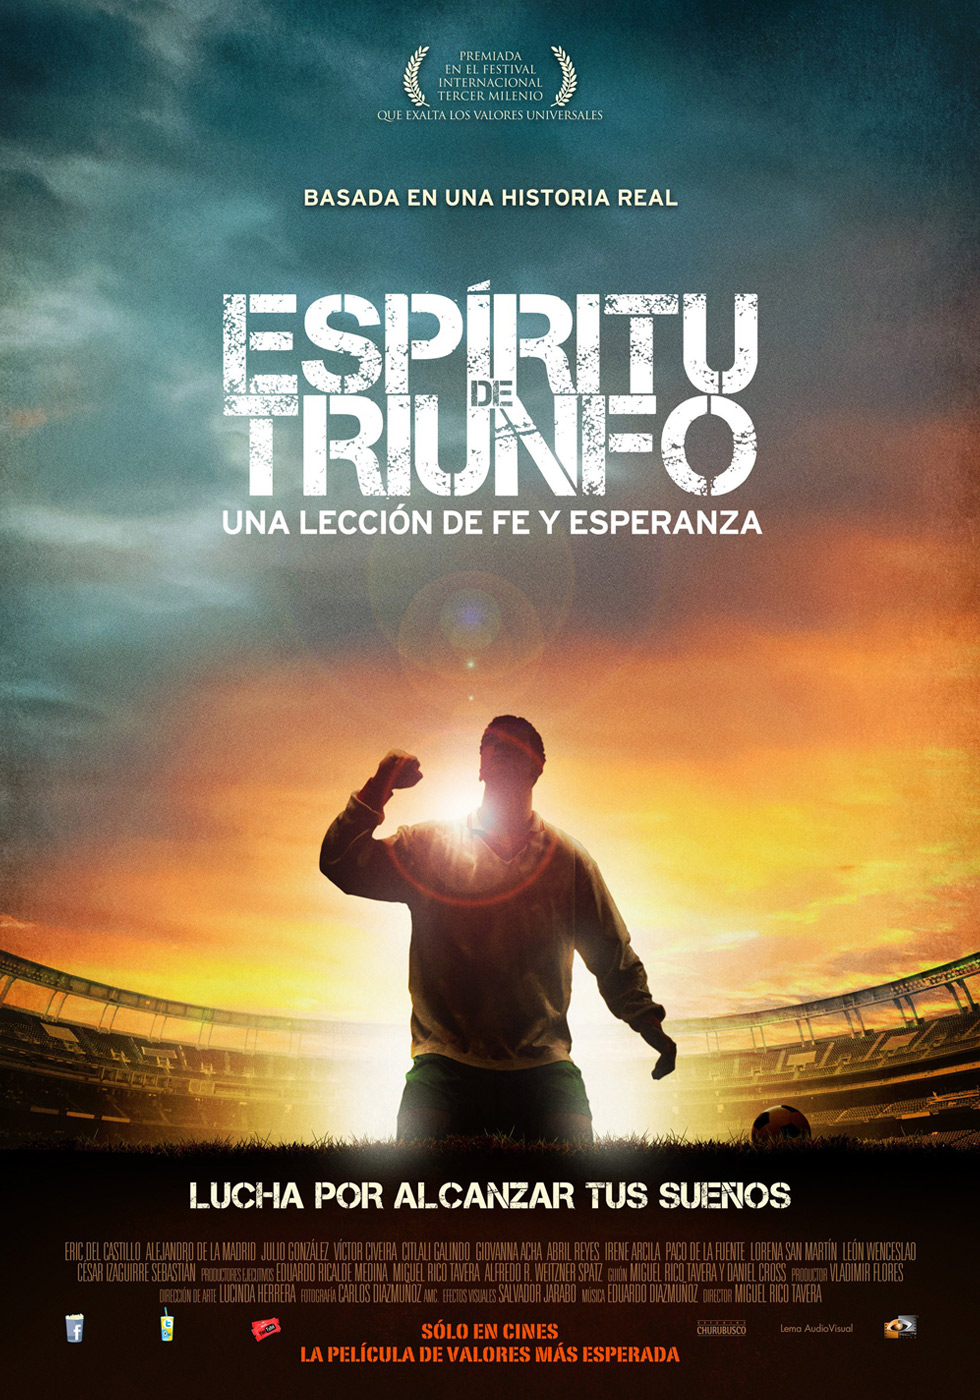 PREMIADA
EN EL FESTIVAL
INTERNACIONAL
TERCER MILENIO
QUE EXALTA LOS VALORES UNIVERSALES
BASADA EN UNA HISTORIA REAL
ESPÍRITU
DE
TRIUNFO
UNA LECCIÓN DE FE Y ESPERANZA
LUCHA POR ALCANZAR TUS SUEÑOS
ERIC DEL CASTILLO ALEJANDRO DE LA MADRID JULIO GONZÁLEZ VÍCTOR CIVEIRA CITLALI GALINDO GIOVANNA ACHA ABRIL REYES IRENE ARCILA PACO DE LA FUENTE LORENA SAN MARTÍN LEÓN WENCESLAO
CÉSAR IZAGUIRRE SEBASTIAN PRODUCTORES EJECUTIVOS EDUARDO RICALDE MEDINA MIGUEL RICO TAVERA ALFREDO R. WEITZNER SPATZ GUIÓN MIGUEL RICO TAVERA Y DANIEL CROSS PRODUCTOR VLADIMIR FLORES
DIRECCIÓN DE ARTE LUCINDA HERRERA FOTOGRAFÍA CARLOS DIAZMUNOZ AMC. EFECTOS VISUALES SALVADOR JARABO MÚSICA EDUARDO DIAZMUNOZ DIRECTOR MIGUEL RICO TAVERA
SÓLO EN CINES
LA PELÍCULA DE VALORES MÁS ESPERADA
ESTUDIOS
CHURUBUSCO
Lema AudioVisual